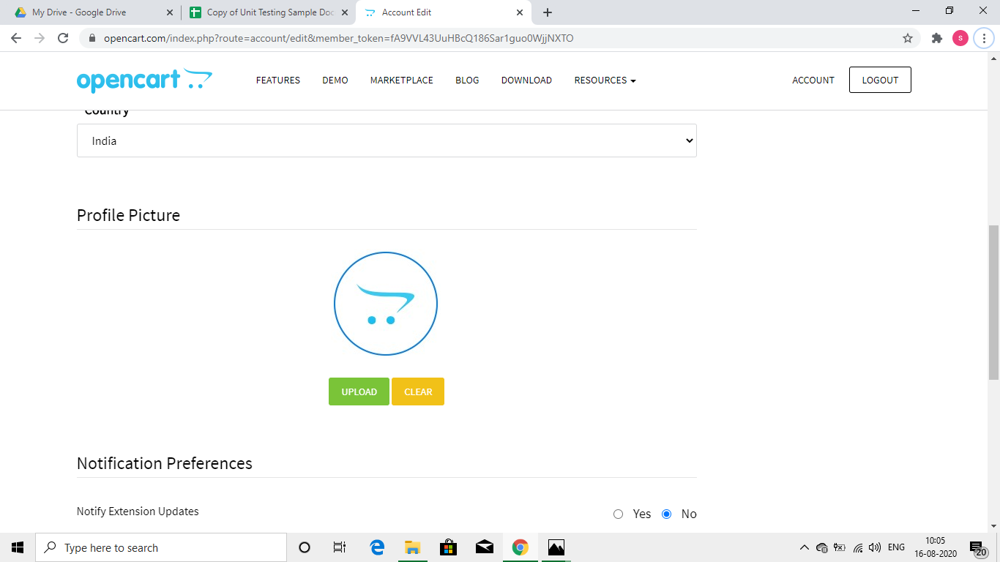 My Drive - Google Drive
Copy of Unit Testing Sample Doc
Account Edit
opencart.com/index.php?route=account/edit&member_token=fA9VVL43UuHBcQ186Sar1guo0WjjNXTO
S
opencart
FEATURES DEMO MARKETPLACE BLOG DOWNLOAD RESOURCES ACCOUNT LOGOUT
Country
India
Profile Picture
UPLOAD CLEAR
Notification Preferences
Notify Extension Updates Yes No
Type here to search
ENG
10:05
16-08-2020
20